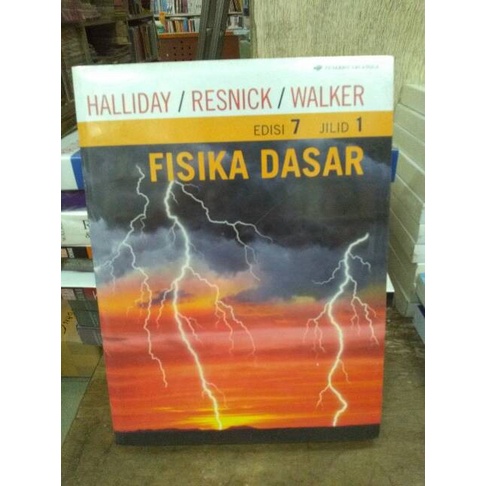 HALLIDAY / RESNICK / WALKER
EDISI 7 JILID 1
FISIKA DASAR